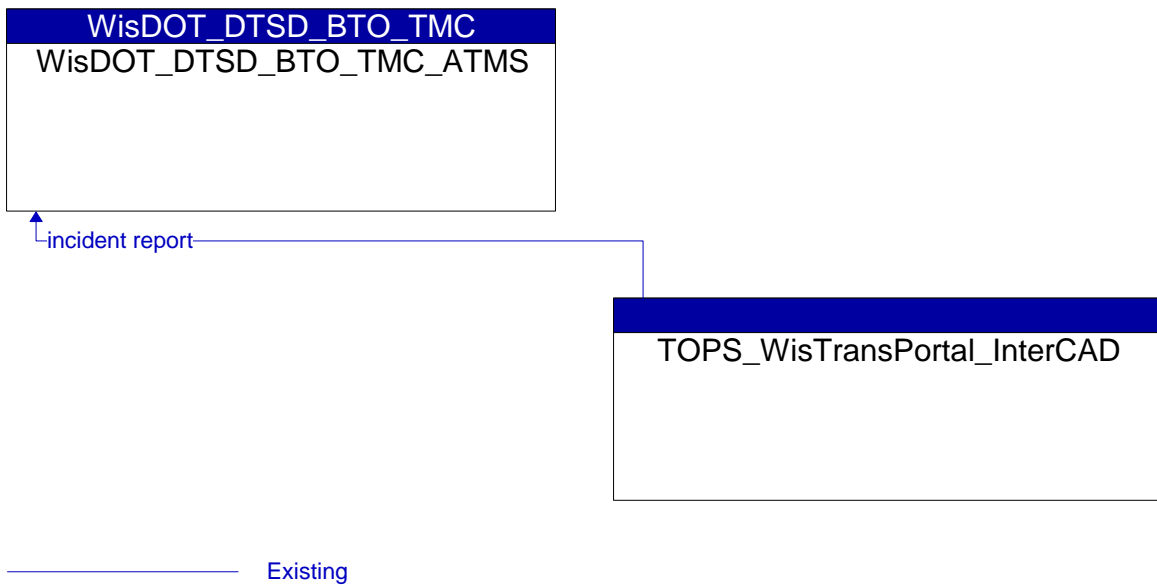 WisDOT_DTSD_BTO_TMC
WisDOT_DTSD_BTO_TMC_ATMS
incident report
TOPS_WisTransPortal_InterCAD
Existing